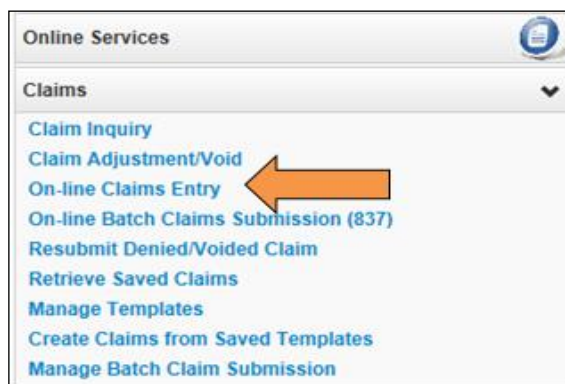 Online Services
Claims
Claim Inquiry
Claim Adjustment/Void
On-line Claims Entry
On-line Batch Claims Submission (837)
Resubmit Denied/Voided Claim
Retrieve Saved Claims
Manage Templates
Create Claims from Saved Templates
Manage Batch Claim Submission